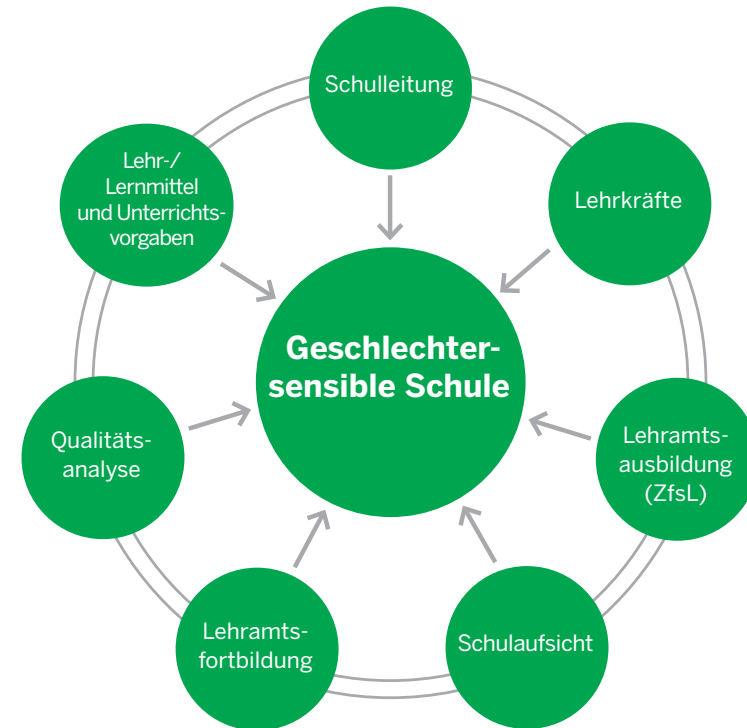 Schulleitung
Lehrkräfte
Lehramts-
ausbildung
(ZfsL)
Schulaufsicht
Lehramts-
fortbildung
Qualitäts-
analyse
Lehr-/
Lernmittel
und Unterrichts-
vorgaben
Geschlechter-
sensible Schule